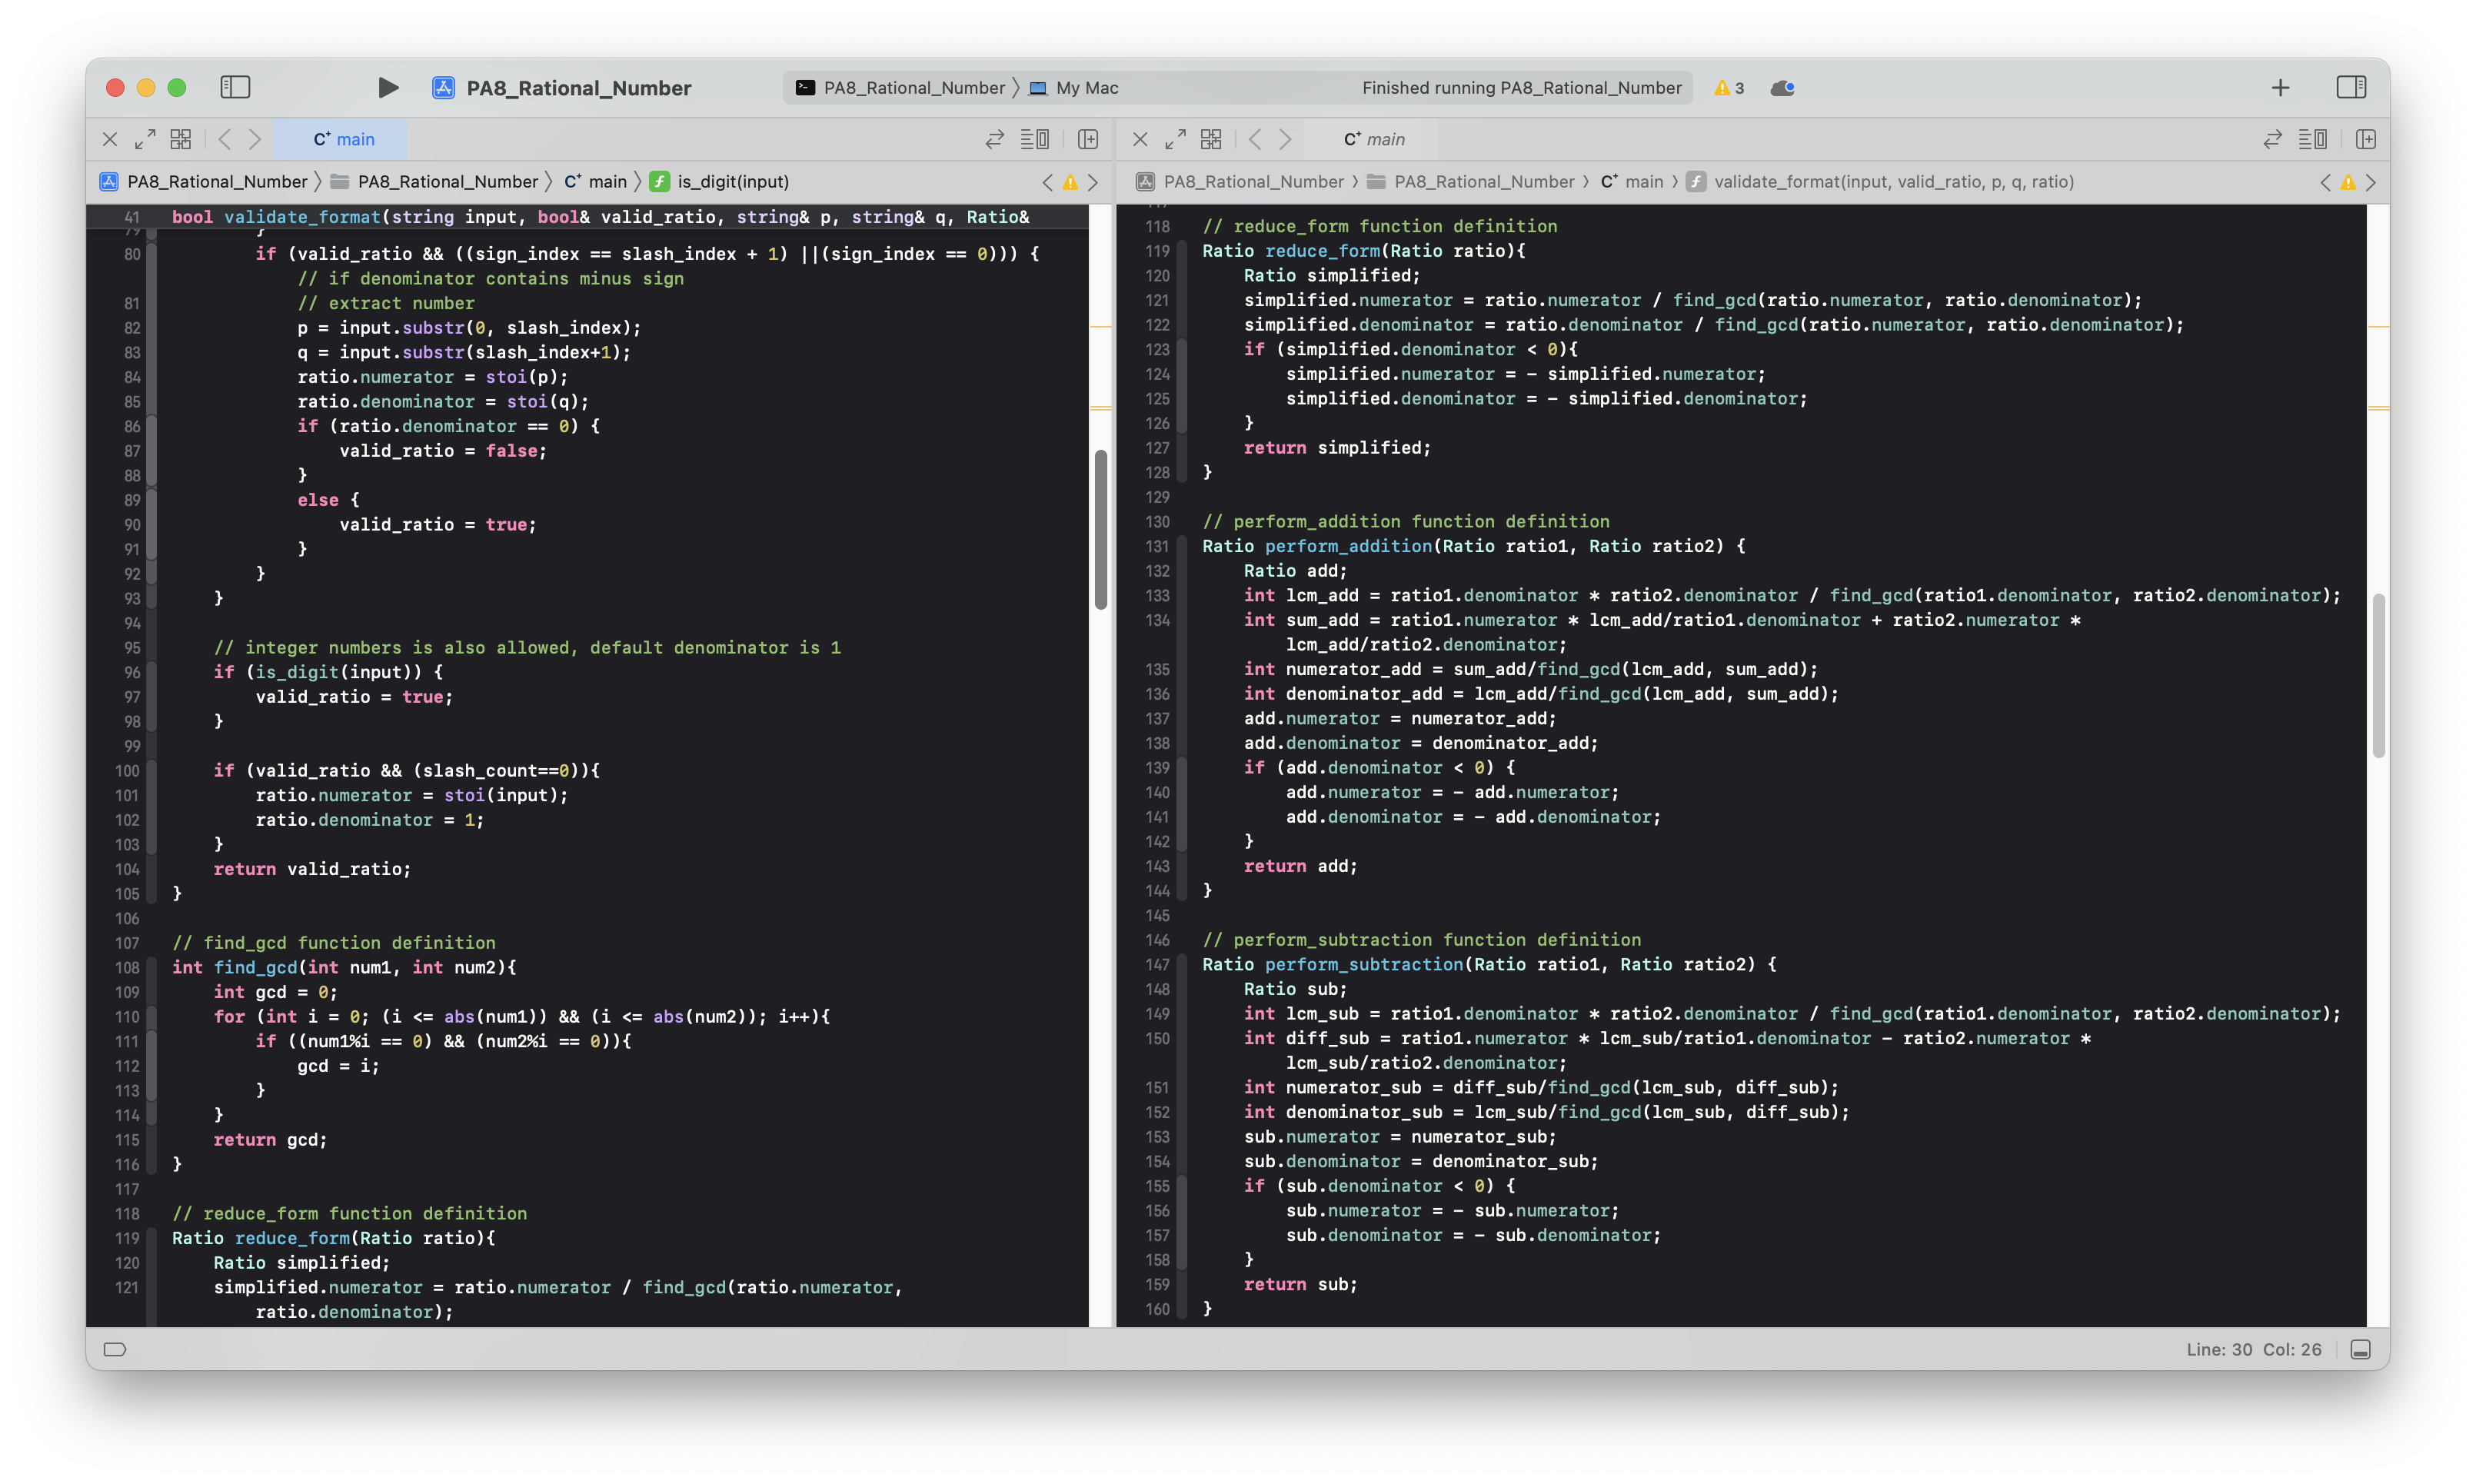 PA8_Rational_Number
PA8_Rational_Number 〉 My Mac
Finished running PA8_Rational_Number
3
C+ main
PA8_Rational_Number 〉 PA8_Rational_Number 〉 C+ main 〉 f is_digit(input)
41 bool validate_format(string input, bool& valid_ratio, string& p, string& q, Ratio&
79 }
80 if (valid_ratio && ((sign_index == slash_index + 1) ||(sign_index == 0))) {
// if denominator contains minus sign
81 // extract number
82 p = input.substr(0, slash_index);
83 q = input.substr(slash_index+1);
84 ratio.numerator = stoi(p);
85 ratio.denominator = stoi(q);
86 if (ratio.denominator == 0) {
87 valid_ratio = false;
88 }
89 else {
90 valid_ratio = true;
91 }
92 }
93 }
94
95 // integer numbers is also allowed, default denominator is 1
96 if (is_digit(input)) {
97 valid_ratio = true;
98 }
99
100 if (valid_ratio && (slash_count==0)){
101 ratio.numerator = stoi(input);
102 ratio.denominator = 1;
103 }
104 return valid_ratio;
105 }
106
107 // find_gcd function definition
108 int find_gcd(int num1, int num2){
109 int gcd = 0;
110 for (int i = 0; (i <= abs(num1)) && (i <= abs(num2)); i++){
111 if ((num1%i == 0) && (num2%i == 0)){
112 gcd = i;
113 }
114 }
115 return gcd;
116 }
117
118 // reduce_form function definition
119 Ratio reduce_form(Ratio ratio){
120 Ratio simplified;
121 simplified.numerator = ratio.numerator / find_gcd(ratio.numerator,
ratio.denominator);
C+ main
PA8_Rational_Number 〉 PA8_Rational_Number 〉 C+ main 〉 f validate_format(input, valid_ratio, p, q, ratio)
118 // reduce_form function definition
119 Ratio reduce_form(Ratio ratio){
120 Ratio simplified;
121 simplified.numerator = ratio.numerator / find_gcd(ratio.numerator, ratio.denominator);
122 simplified.denominator = ratio.denominator / find_gcd(ratio.numerator, ratio.denominator);
123 if (simplified.denominator < 0){
124 simplified.numerator = - simplified.numerator;
125 simplified.denominator = - simplified.denominator;
126 }
127 return simplified;
128 }
129
130 // perform_addition function definition
131 Ratio perform_addition(Ratio ratio1, Ratio ratio2) {
132 Ratio add;
133 int lcm_add = ratio1.denominator * ratio2.denominator / find_gcd(ratio1.denominator, ratio2.denominator);
134 int sum_add = ratio1.numerator * lcm_add/ratio1.denominator + ratio2.numerator *
lcm_add/ratio2.denominator;
135 int numerator_add = sum_add/find_gcd(lcm_add, sum_add);
136 int denominator_add = lcm_add/find_gcd(lcm_add, sum_add);
137 add.numerator = numerator_add;
138 add.denominator = denominator_add;
139 if (add.denominator < 0) {
140 add.numerator = - add.numerator;
141 add.denominator = - add.denominator;
142 }
143 return add;
144 }
145
146 // perform_subtraction function definition
147 Ratio perform_subtraction(Ratio ratio1, Ratio ratio2) {
148 Ratio sub;
149 int lcm_sub = ratio1.denominator * ratio2.denominator / find_gcd(ratio1.denominator, ratio2.denominator);
150 int diff_sub = ratio1.numerator * lcm_sub/ratio1.denominator - ratio2.numerator *
lcm_sub/ratio2.denominator;
151 int numerator_sub = diff_sub/find_gcd(lcm_sub, diff_sub);
152 int denominator_sub = lcm_sub/find_gcd(lcm_sub, diff_sub);
153 sub.numerator = numerator_sub;
154 sub.denominator = denominator_sub;
155 if (sub.denominator < 0) {
156 sub.numerator = - sub.numerator;
157 sub.denominator = - sub.denominator;
158 }
159 return sub;
160 }
Line: 30 Col: 26